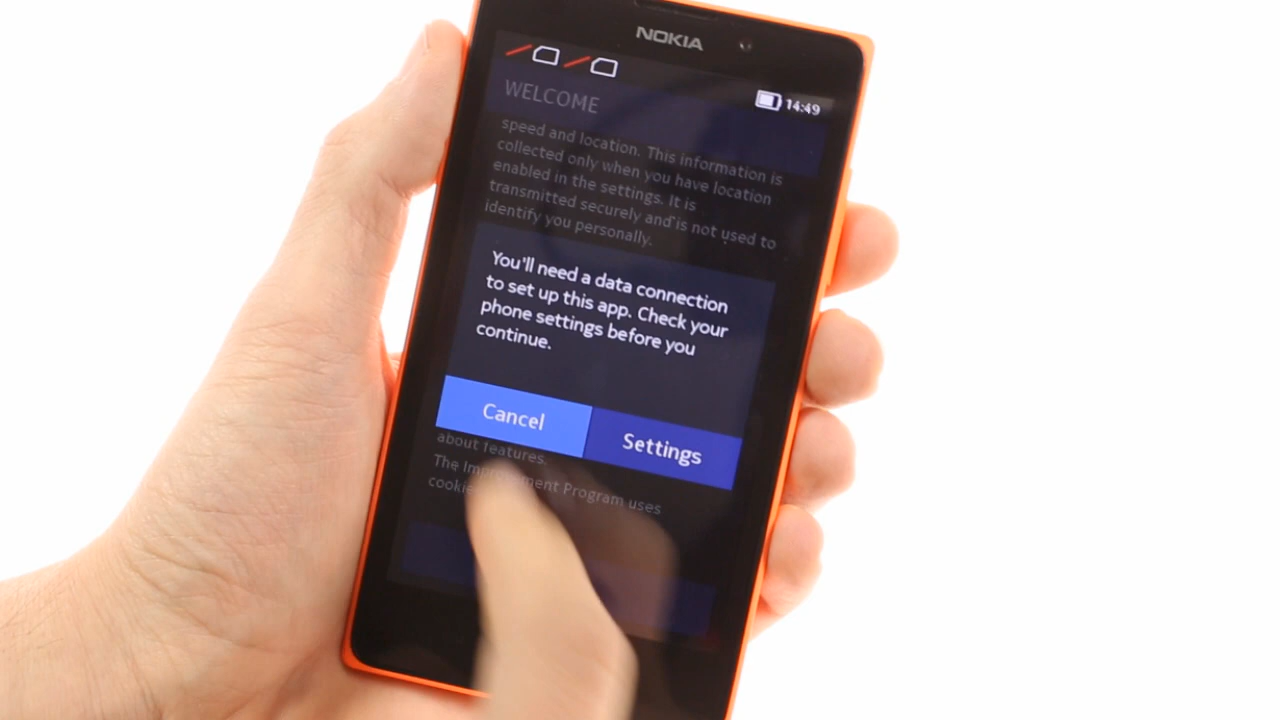 NOKIA
14:49
WELCOME
speed and location. This information is
collected only when you have location
enabled in the settings. It is
transmitted securely and is not used to
identify you personally.
You'll need a data connection
to set up this app. Check your
phone settings before you
continue.
Cancel
Settings
about features.
The Improvement Program uses